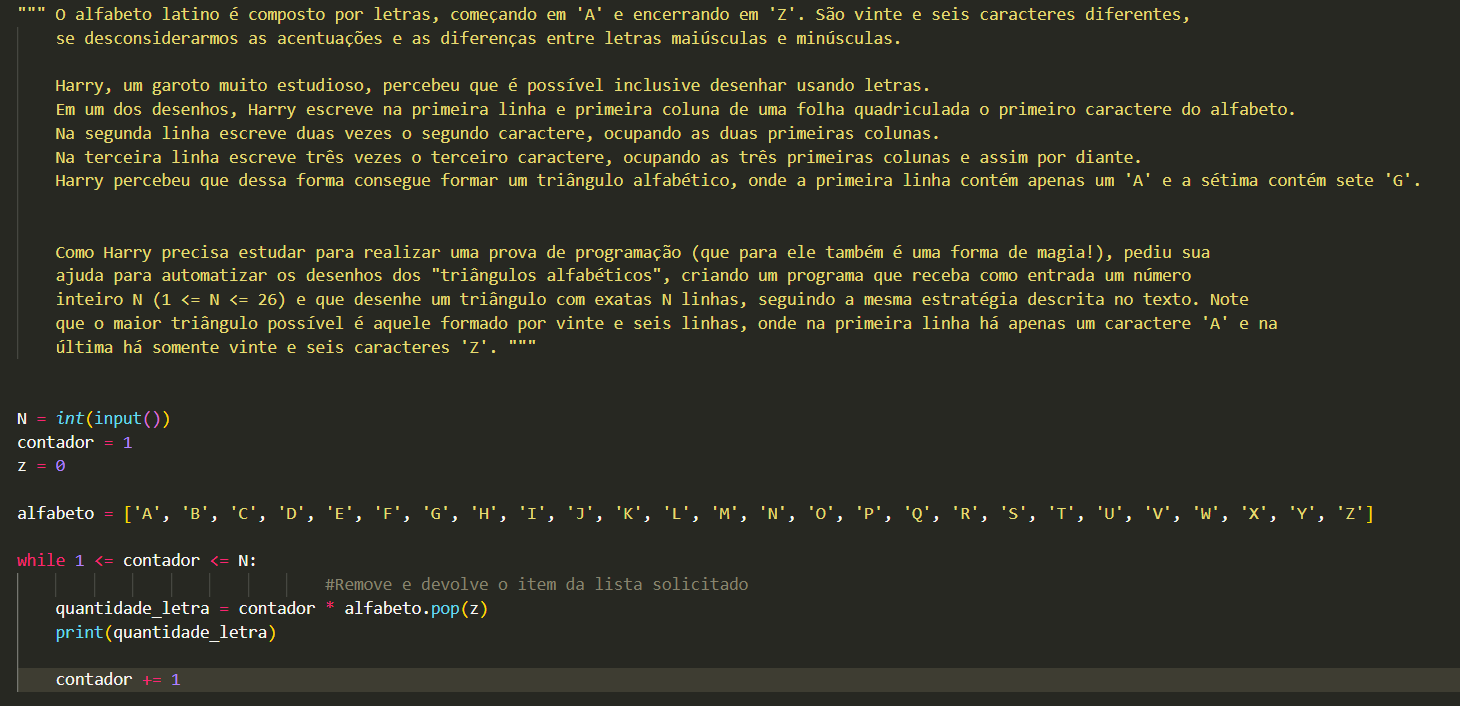 """ O alfabeto latino é composto por letras, começando em 'A' e encerrando em 'Z'. São vinte e seis caracteres diferentes,
se desconsiderarmos as acentuações e as diferenças entre letras maiúsculas e minúsculas.
Harry, um garoto muito estudioso, percebeu que é possível inclusive desenhar usando letras.
Em um dos desenhos, Harry escreve na primeira linha e primeira coluna de uma folha quadriculada o primeiro caractere do alfabeto.
Na segunda linha escreve duas vezes o segundo caractere, ocupando as duas primeiras colunas.
Na terceira linha escreve três vezes o terceiro caractere, ocupando as três primeiras colunas e assim por diante.
Harry percebeu que dessa forma consegue formar um triângulo alfabético, onde a primeira linha contém apenas um 'A' e a sétima contém sete 'G'.
Como Harry precisa estudar para realizar uma prova de programação (que para ele também é uma forma de magia!), pediu sua
ajuda para automatizar os desenhos dos "triângulos alfabéticos", criando um programa que receba como entrada um número
inteiro N (1 <= N <= 26) e que desenhe um triângulo com exatas N linhas, seguindo a mesma estratégia descrita no texto. Note
que o maior triângulo possível é aquele formado por vinte e seis linhas, onde na primeira linha há apenas um caractere 'A' e na
última há somente vinte e seis caracteres 'Z'. """
N = int(input())
contador = 1
z = 0
alfabeto = ['A', 'B', 'C', 'D', 'E', 'F', 'G', 'H', 'I', 'J', 'K', 'L', 'M', 'N', 'O', 'P', 'Q', 'R', 'S', 'T', 'U', 'V', 'W', 'X', 'Y', 'Z']
while 1 <= contador <= N:
#Remove e devolve o item da lista solicitado
quantidade_letra = contador * alfabeto.pop(z)
print(quantidade_letra)
contador += 1